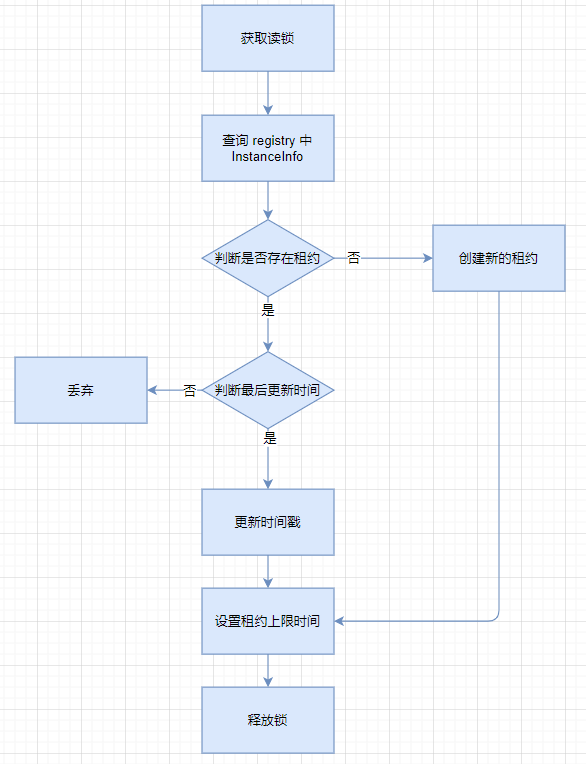 获取读锁
查询 registry 中
InstanceInfo
判断是否存在租约
否
创建新的租约
是
丢弃
否
判断最后更新时间
是
更新时间戳
设置租约上限时间
释放锁